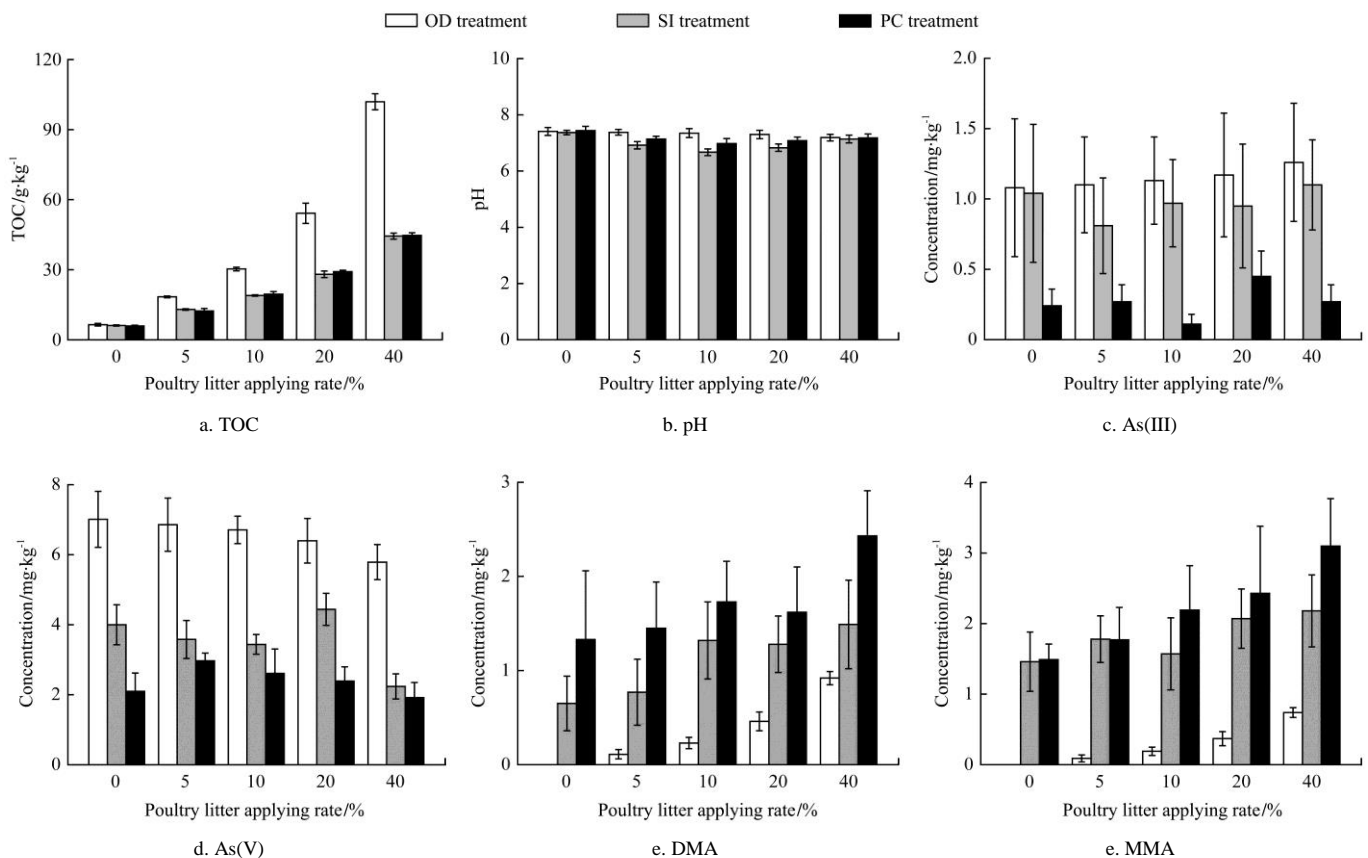 OD treatment SI treatment PC treatment
120
90
60
30
0
TOC/g·kg⁻¹
0 5 10 20 40
Poultry litter applying rate/%
a. TOC
10
8
6
4
2
0
pH
0 5 10 20 40
Poultry litter applying rate/%
b. pH
2.0
1.5
1.0
0.5
0
Concentration/mg·kg⁻¹
0 5 10 20 40
Poultry litter applying rate/%
c. As(III)
8
6
4
2
0
Concentration/mg·kg⁻¹
0 5 10 20 40
Poultry litter applying rate/%
d. As(V)
3
2
1
0
Concentration/mg·kg⁻¹
0 5 10 20 40
Poultry litter applying rate/%
e. DMA
4
3
2
1
0
Concentration/mg·kg⁻¹
0 5 10 20 40
Poultry litter applying rate/%
e. MMA